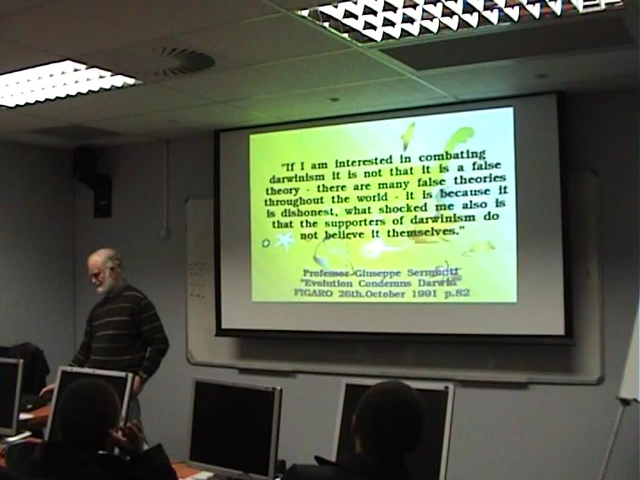 "If I am interested in combating
darwinism it is not that it is a false
theory - there are many false theories
throughout the world - it is because it
is dishonest, what shocked me also is
that the supporters of darwinism do
not believe it themselves."
Professor Giuseppe Sermonti
"Evolution Condemns Darwin"
FIGARO 26th.October 1991 p.82